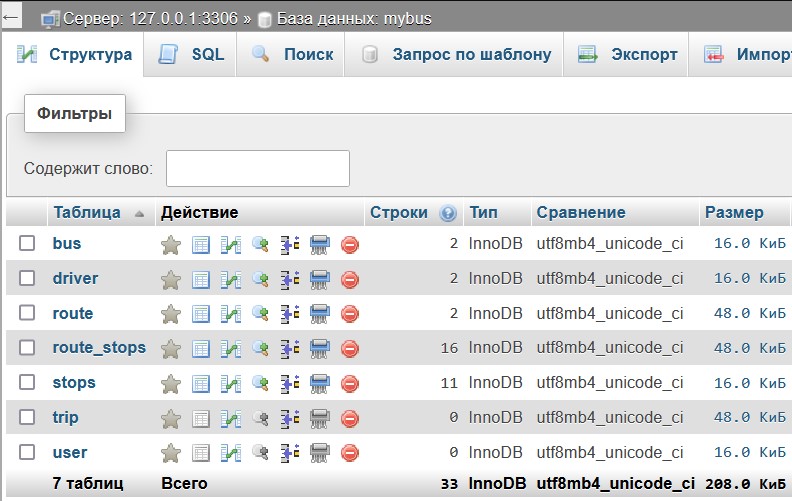 Сервер: 127.0.0.1:3306 » База данных: mybus
Структура SQL Поиск Запрос по шаблону Экспорт Импорт
Фильтры
Содержит слово:
Таблица Действие Строки Тип Сравнение Размер
bus 2 InnoDB utf8mb4_unicode_ci 16.0 КиБ
driver 2 InnoDB utf8mb4_unicode_ci 16.0 КиБ
route 2 InnoDB utf8mb4_unicode_ci 48.0 КиБ
route_stops 16 InnoDB utf8mb4_unicode_ci 48.0 КиБ
stops 11 InnoDB utf8mb4_unicode_ci 16.0 КиБ
trip 0 InnoDB utf8mb4_unicode_ci 48.0 КиБ
user 0 InnoDB utf8mb4_unicode_ci 16.0 КиБ
7 таблиц Всего 33 InnoDB utf8mb4_unicode_ci 208.0 КиБ